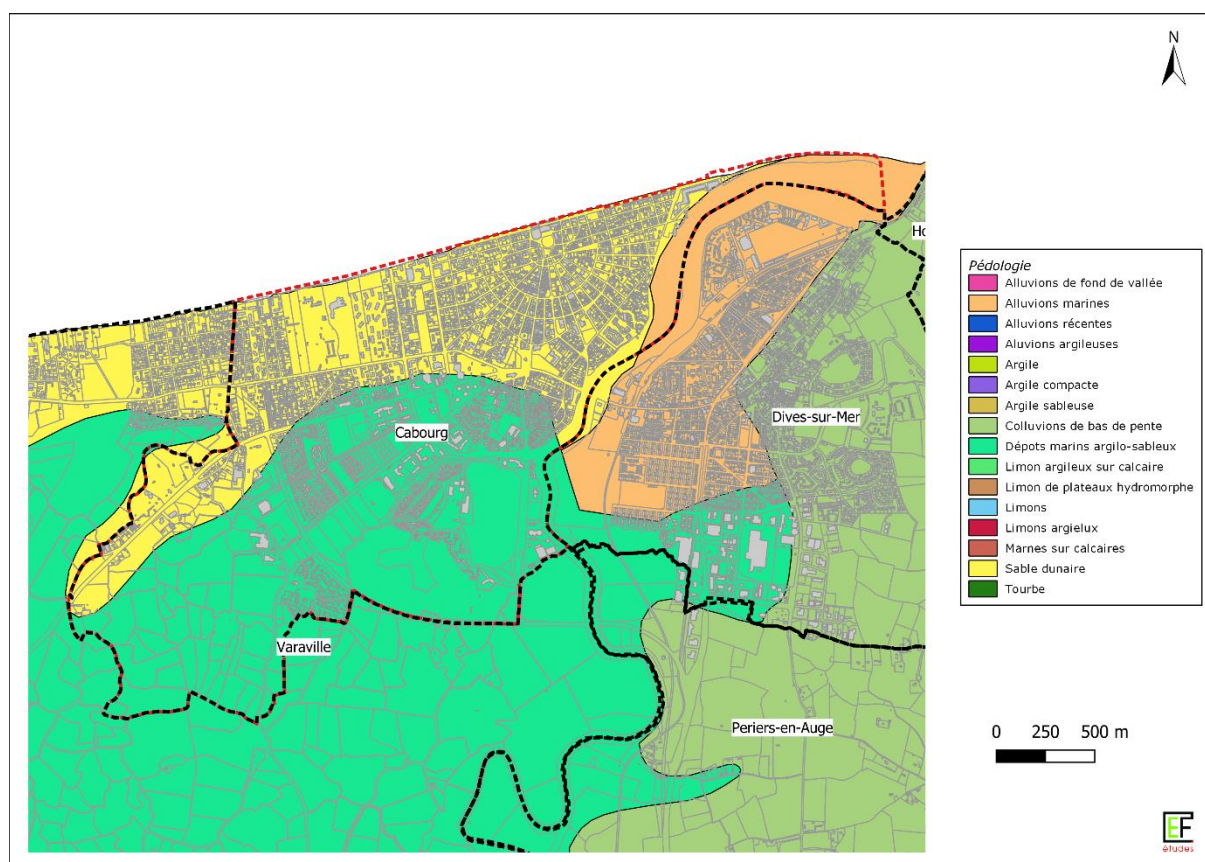 N
Ho
Cabourg
Dives-sur-Mer
Varaville
Periers-en-Auge
Pédologie
Alluvions de fond de vallée
Alluvions marines
Alluvions récentes
Aluvions argileuses
Argile
Argile compacte
Argile sableuse
Colluvions de bas de pente
Dépots marins argilo-sableux
Limon argileux sur calcaire
Limon de plateaux hydromorphe
Limons
Limons argielux
Marnes sur calcaires
Sable dunaire
Tourbe
0 250 500 m
EF
études